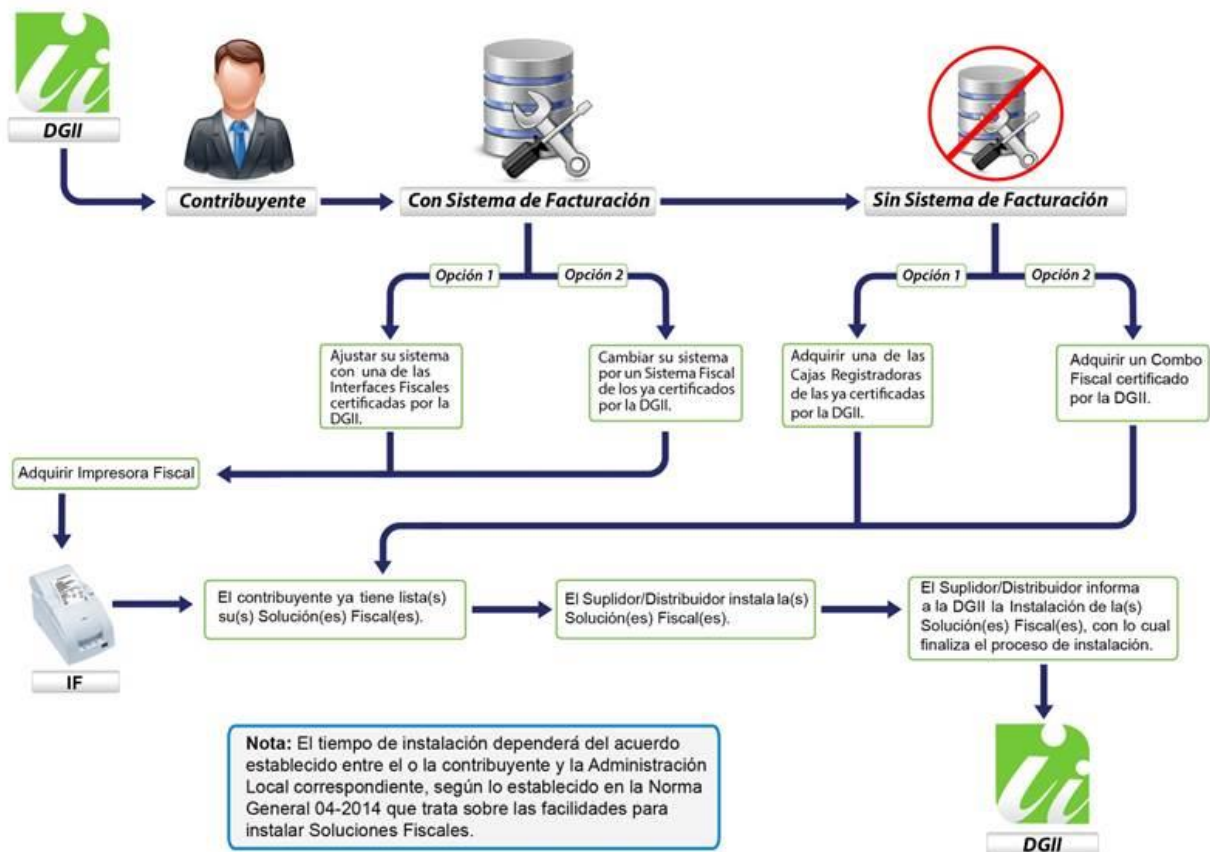 DGII
Contribuyente
Con Sistema de Facturación
Sin Sistema de Facturación
Opción 1
Opción 2
Opción 1
Opción 2
Ajustar su sistema
con una de las
Interfaces Fiscales
certificadas por la
DGII.
Cambiar su sistema
por un Sistema Fiscal
de los ya certificados
por la DGII.
Adquirir una de las
Cajas Registradoras
de las ya certificadas
por la DGII.
Adquirir un Combo
Fiscal certificado
por la DGII.
Adquirir Impresora Fiscal
IF
El contribuyente ya tiene lista(s)
su(s) Solución(es) Fiscal(es).
El Suplidor/Distribuidor instala la(s)
Solución(es) Fiscal(es).
El Suplidor/Distribuidor informa
a la DGII la Instalación de la(s)
Solución(es) Fiscal(es), con lo cual
finaliza el proceso de instalación.
Nota: El tiempo de instalación dependerá del acuerdo
establecido entre el o la contribuyente y la Administración
Local correspondiente, según lo establecido en la Norma
General 04-2014 que trata sobre las facilidades para
instalar Soluciones Fiscales.
DGII